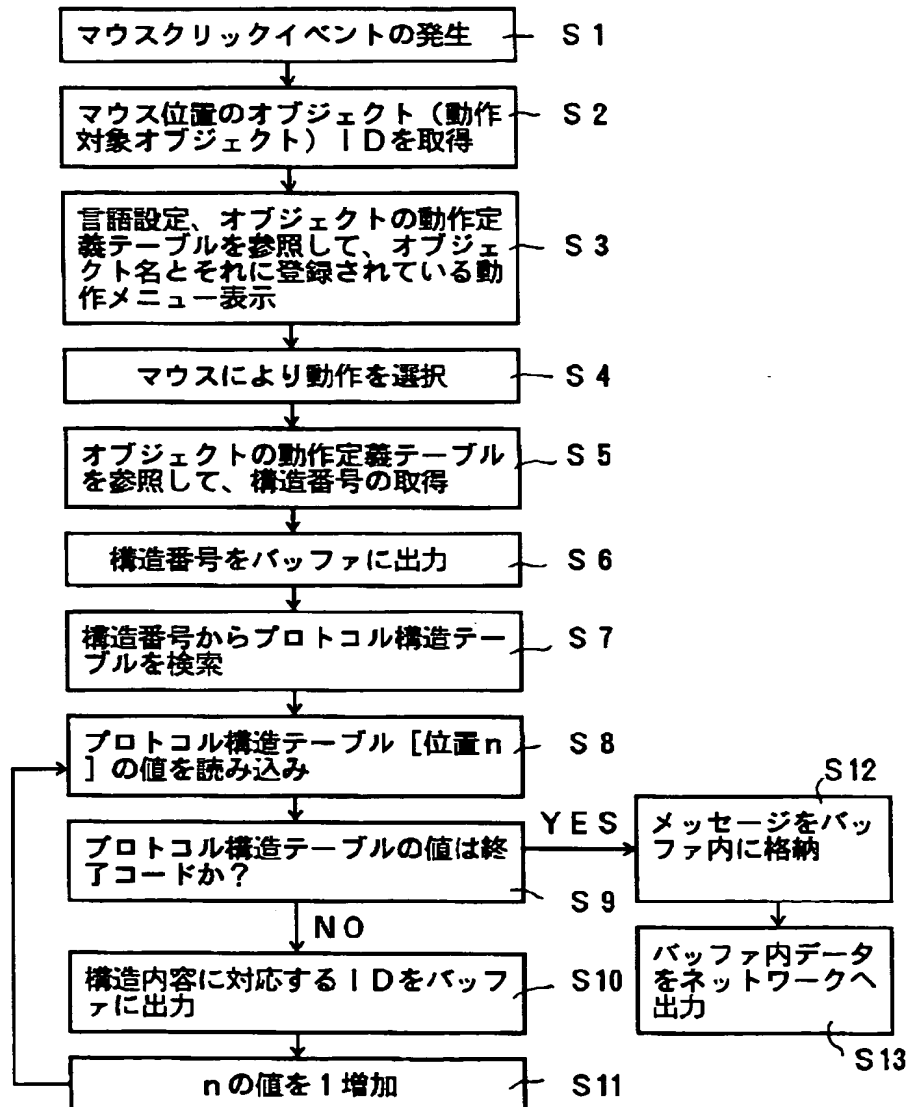 マウスクリックイベントの発生
S1
マウス位置のオブジェクト（動作
対象オブジェクト）IDを取得
S2
言語設定、オブジェクトの動作定
義テーブルを参照して、オブジェ
クト名とそれに登録されている動
作メニュー表示
S3
マウスにより動作を選択
S4
オブジェクトの動作定義テーブル
を参照して、構造番号の取得
S5
構造番号をバッファに出力
S6
構造番号からプロトコル構造テー
ブルを検索
S7
プロトコル構造テーブル［位置n
］の値を読み込み
S8
プロトコル構造テーブルの値は終
了コードか？
S9
YES
NO
構造内容に対応するIDをバッフ
ァに出力
S10
nの値を1増加
S11
S12
メッセージをバッ
ファ内に格納
バッファ内データ
をネットワークへ
出力
S13